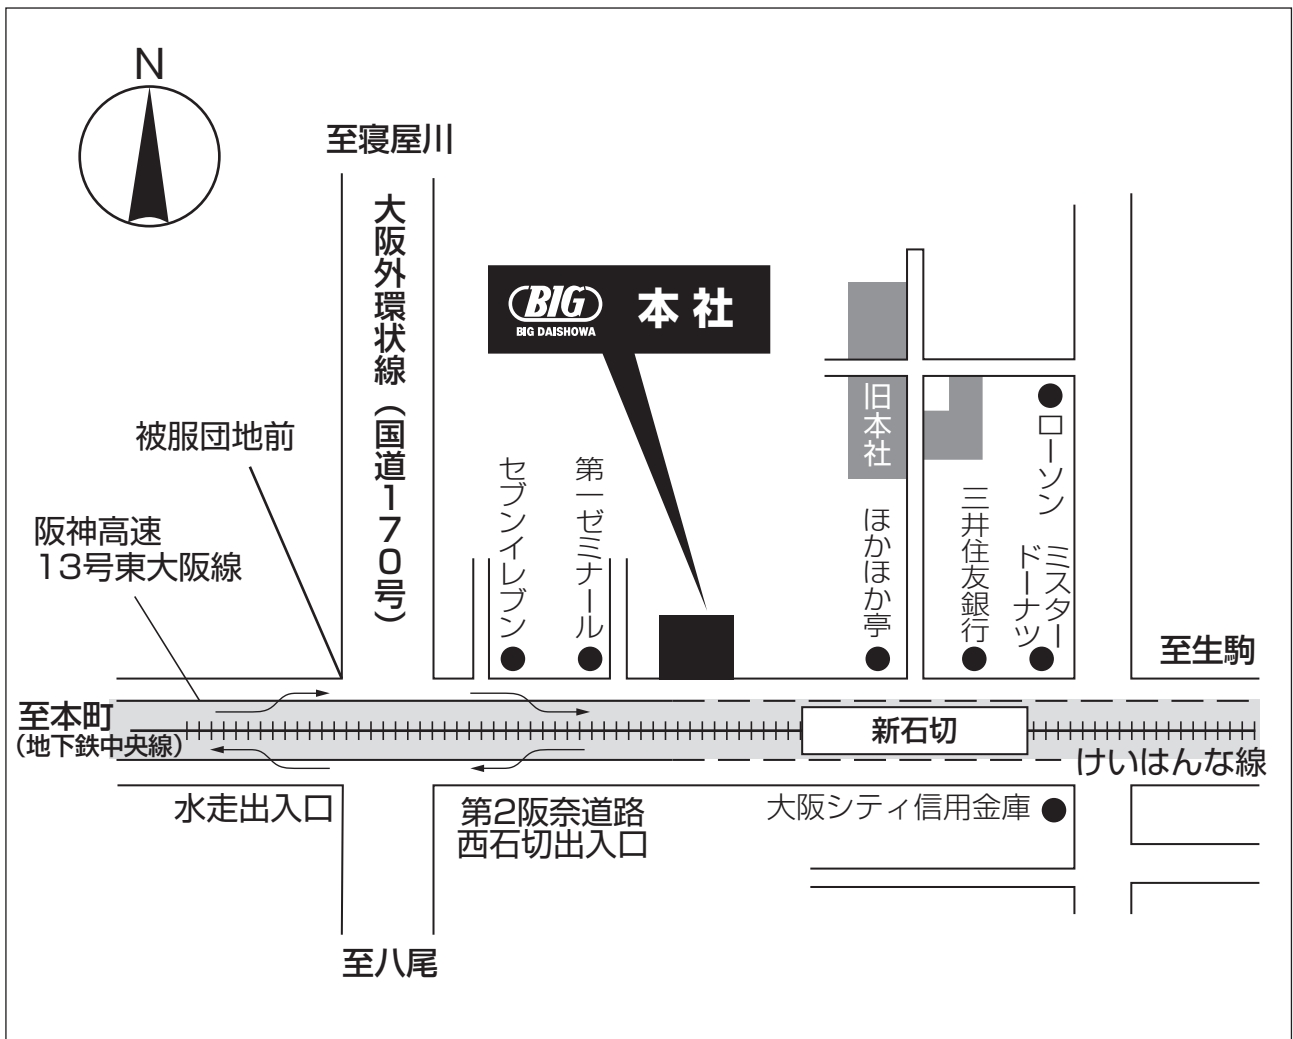 N
至寝屋川
大阪外環状線（国道170号）
BIG
BIG DAISHOWA
本社
被服団地前
阪神高速
13号東大阪線
セブンイレブン
第一ゼミナール
旧本社
ほかほか亭
三井住友銀行
ローソン
ミスター
ドーナツ
至生駒
至本町
（地下鉄中央線）
新石切
けいはんな線
水走出入口
第2阪奈道路
西石切出入口
大阪シティ信用金庫
至八尾